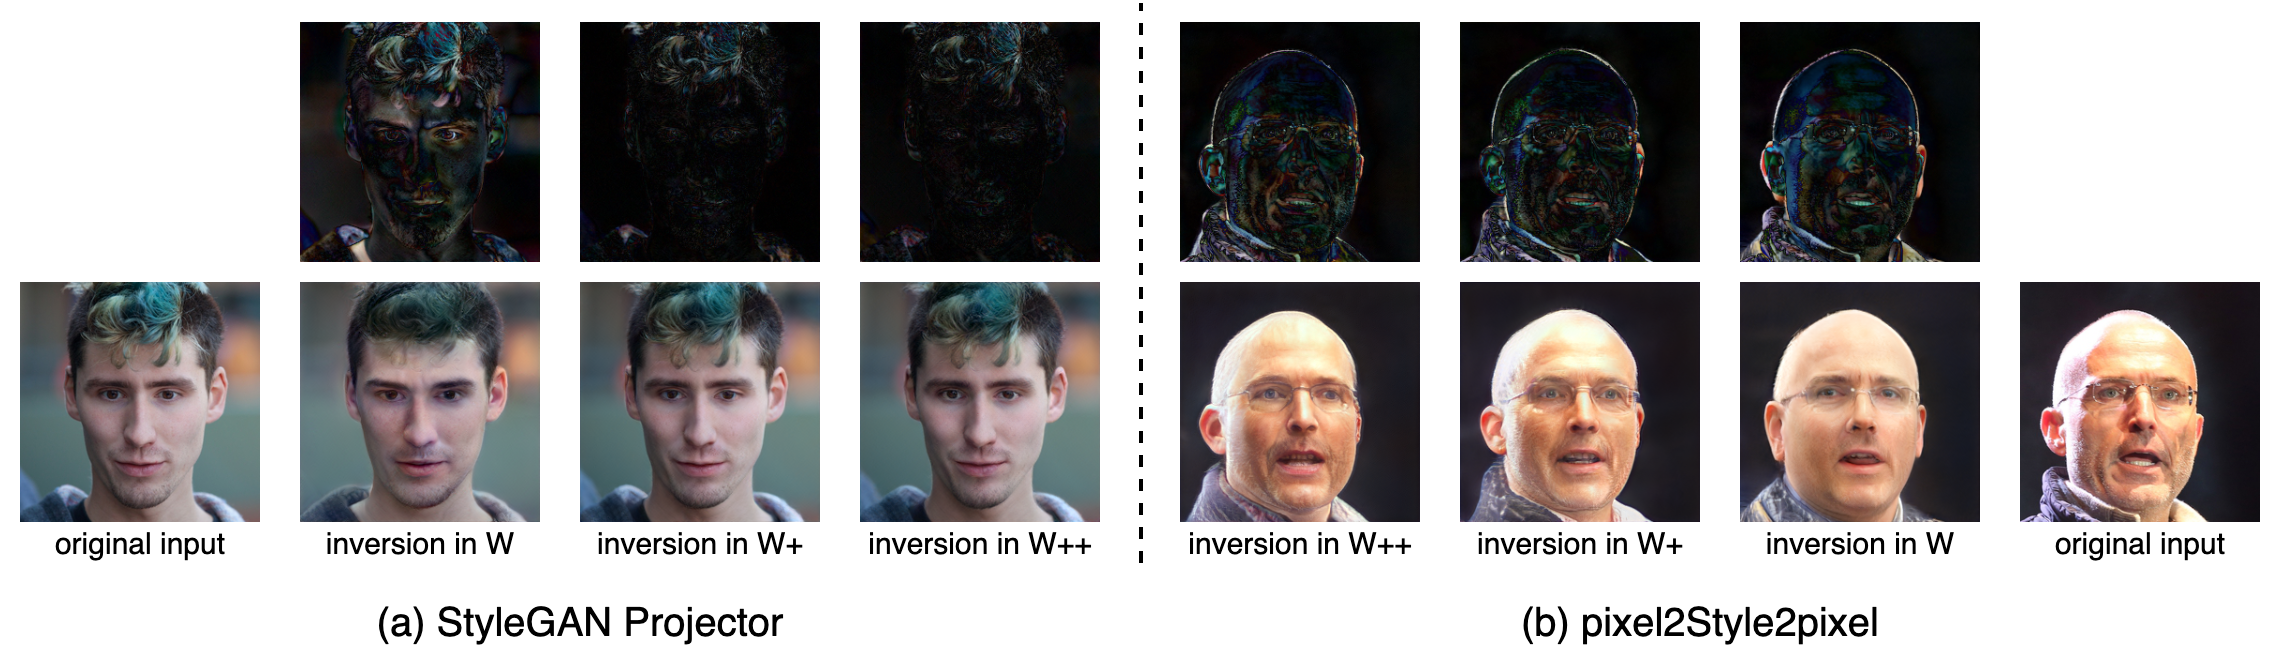 original input
inversion in W
inversion in W+
inversion in W++
inversion in W++
inversion in W+
inversion in W
original input
(a) StyleGAN Projector
(b) pixel2Style2pixel